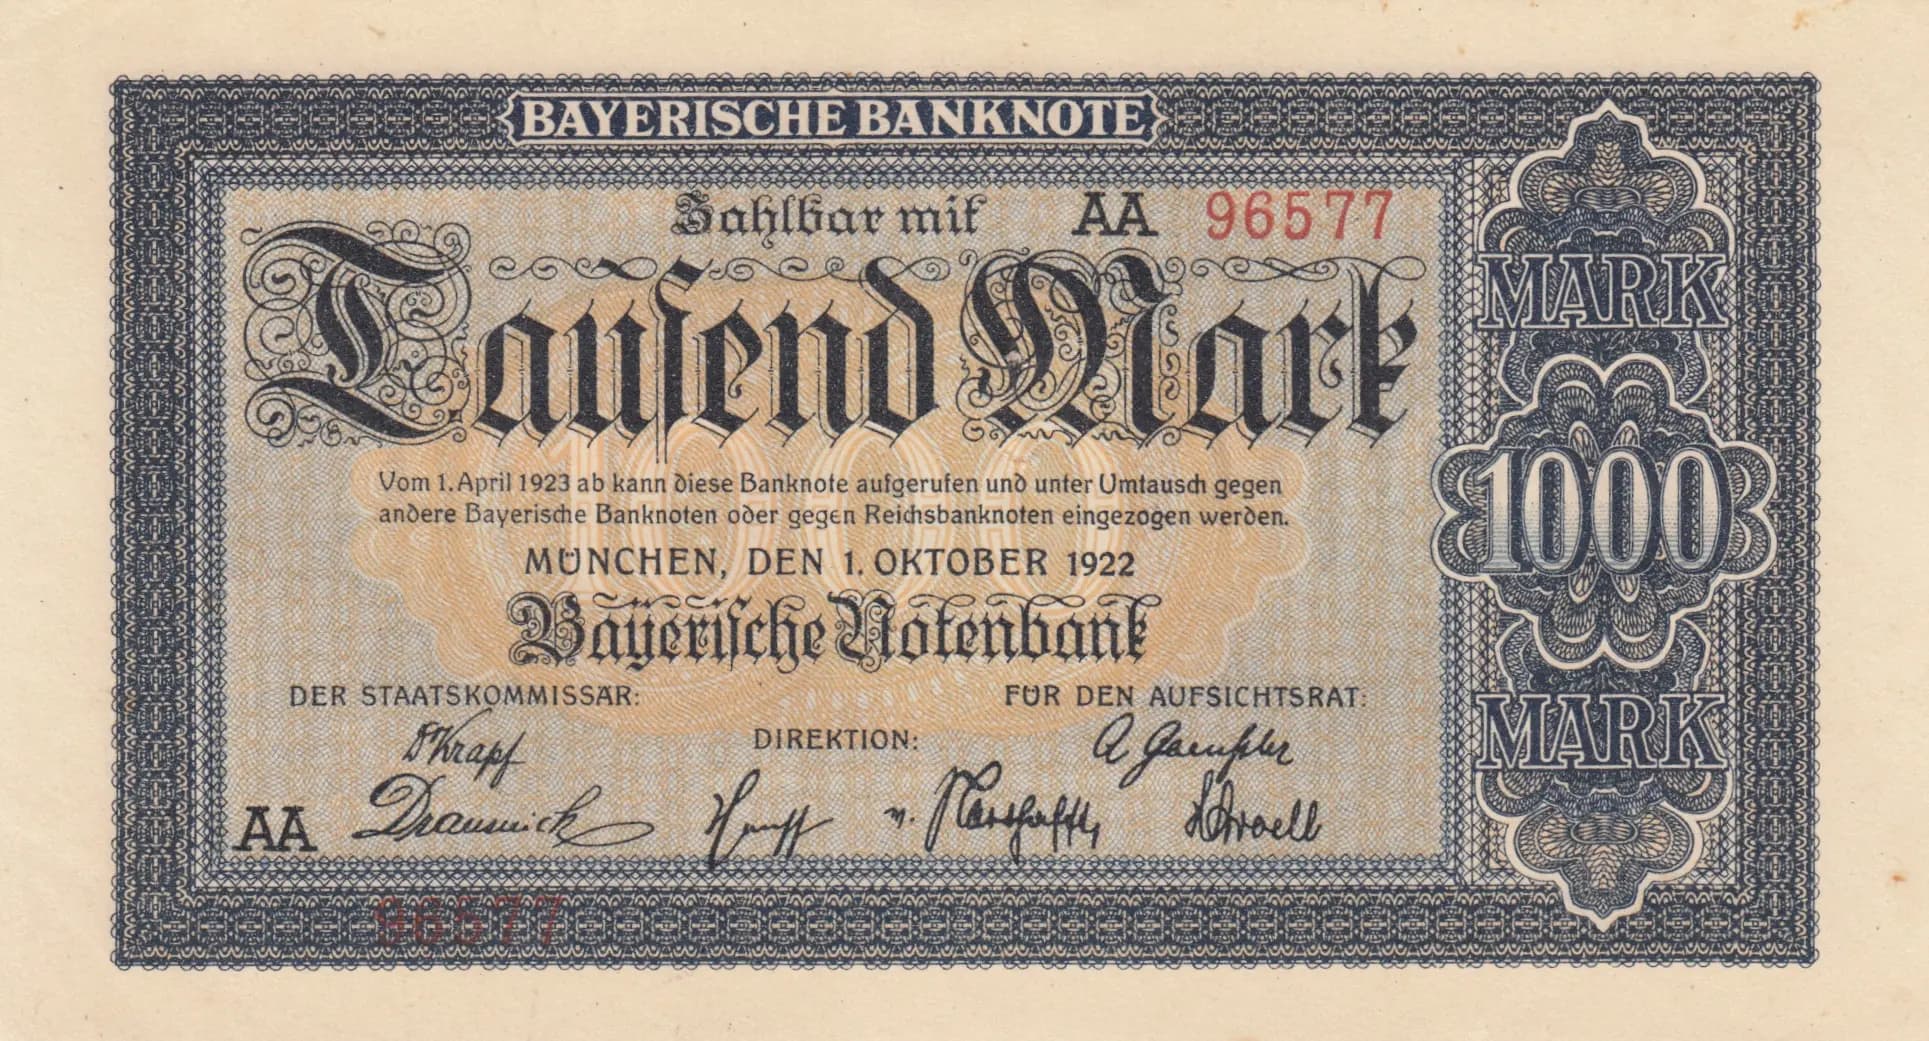 BAYERISCHE BANKNOTE
Zahlbar mit AA 96577
Tausend Mark
MARK
1000
MARK
1000
Vom 1. April 1923 ab kann diese Banknote aufgerufen und unter Umtausch gegen
andere Bayerische Banknoten oder gegen Reichsbanknoten eingezogen werden.
MÜNCHEN, DEN 1. OKTOBER 1922
Bayerische Notenbank
DER STAATSKOMMISSÄR:
FÜR DEN AUFSICHTSRAT:
DIREKTION:
AA
96577